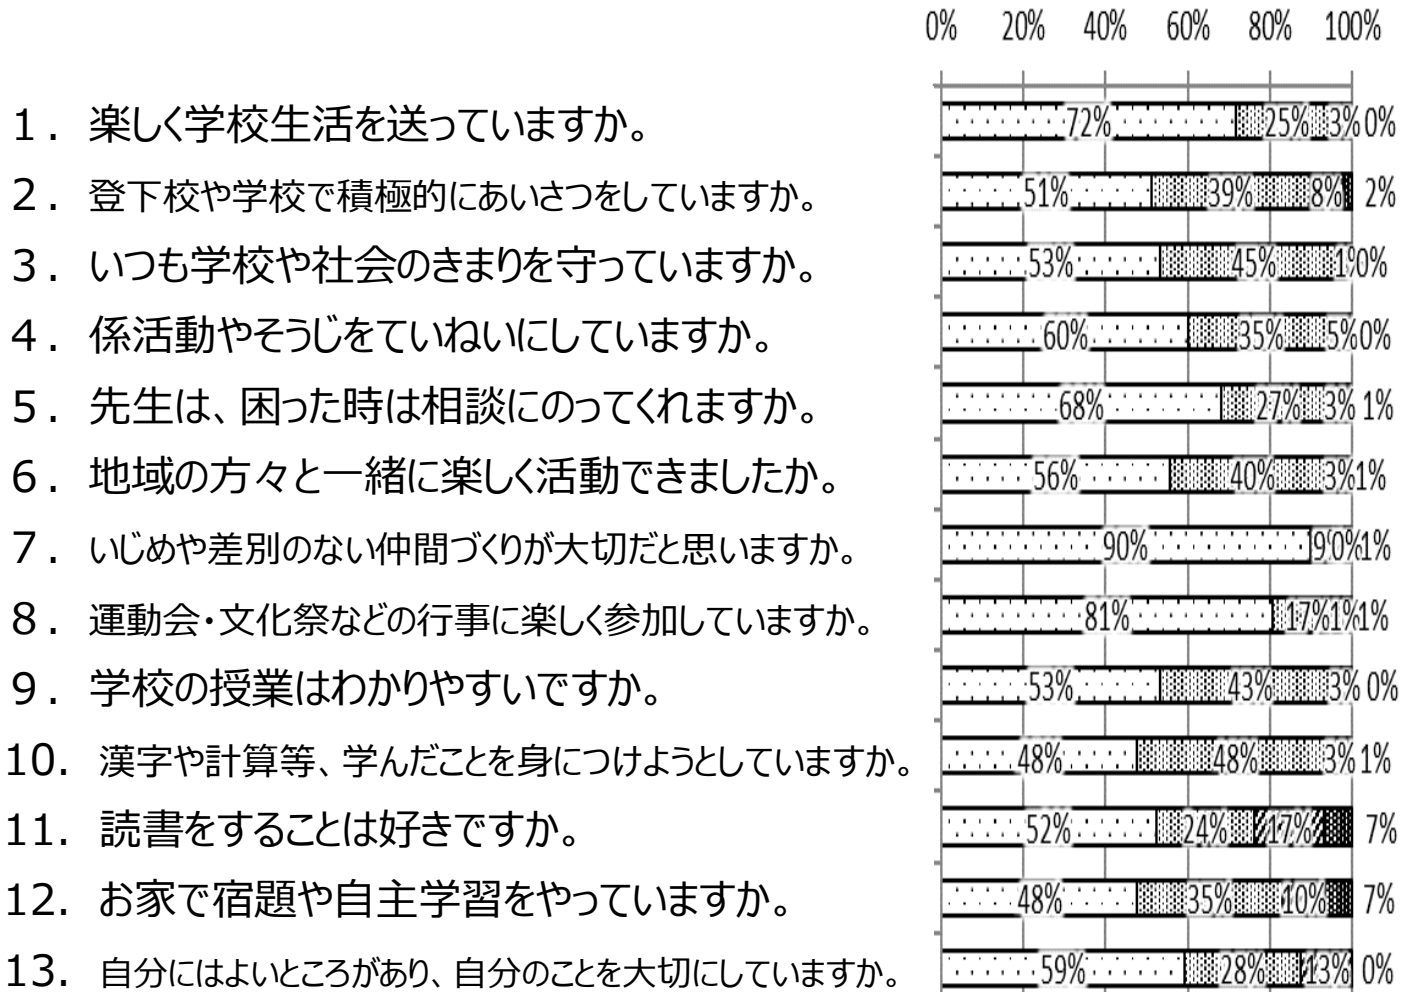 0% 20% 40% 60% 80% 100%
１．楽しく学校生活を送っていますか。 72% 25% 3% 0%
２．登下校や学校で積極的にあいさつをしていますか。 51% 39% 8% 2%
３．いつも学校や社会のきまりを守っていますか。 53% 45% 1% 0%
４．係活動やそうじをていねいにしていますか。 60% 35% 5% 0%
５．先生は、困った時は相談にのってくれますか。 68% 27% 3% 1%
６．地域の方々と一緒に楽しく活動できましたか。 56% 40% 3% 1%
７．いじめや差別のない仲間づくりが大切だと思いますか。 90% 9 0% 1%
８．運動会・文化祭などの行事に楽しく参加していますか。 81% 17% 1% 1%
９．学校の授業はわかりやすいですか。 53% 43% 3% 0%
10．漢字や計算等、学んだことを身につけようとしていますか。 48% 48% 3% 1%
11．読書をすることは好きですか。 52% 24% 17% 7%
12．お家で宿題や自主学習をやっていますか。 48% 35% 10% 7%
13．自分にはよいところがあり、自分のことを大切にしていますか。 59% 28% 13% 0%